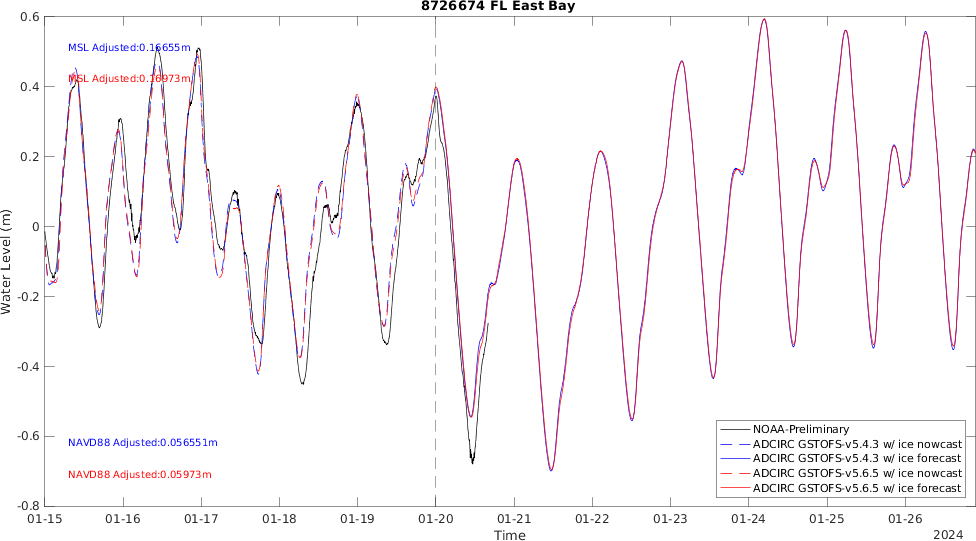 8726674 FL East Bay
0.6
MSL Adjusted:0.16655m
MSL Adjusted:0.16973m
0.4
0.2
0
-0.2
-0.4
-0.6
-0.8
Water Level (m)
NAVD88 Adjusted:0.056551m
NAVD88 Adjusted:0.05973m
NOAA-Preliminary
ADCIRC GSTOFS-v5.4.3 w/ ice nowcast
ADCIRC GSTOFS-v5.4.3 w/ ice forecast
ADCIRC GSTOFS-v5.6.5 w/ ice nowcast
ADCIRC GSTOFS-v5.6.5 w/ ice forecast
01-15 01-16 01-17 01-18 01-19 01-20 01-21 01-22 01-23 01-24 01-25 01-26
Time
2024